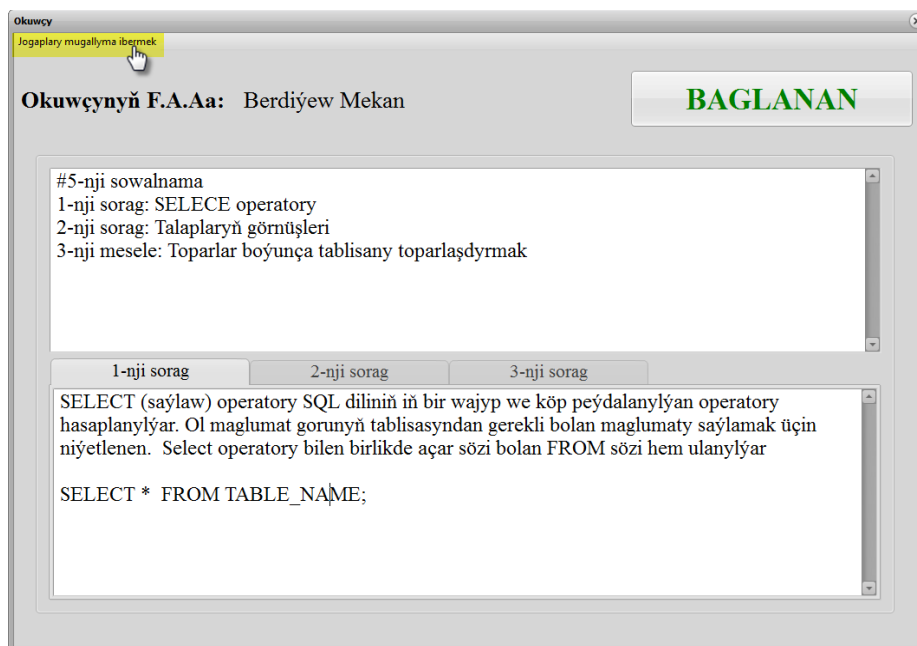 Okuwçy
Jogaplary mugallyma ibermek
Okuwçynyň F.A.Aa: Berdiýew Mekan
BAGLANAN
#5-nji sowalnama
1-nji sorag: SELECE operatory
2-nji sorag: Talaplaryň görnüşleri
3-nji mesele: Toparlar boýunça tablisany toparlaşdyrmak
1-nji sorag
2-nji sorag
3-nji sorag
SELECT (saýlaw) operatory SQL diliniň iň bir wajyp we köp peýdalanylýan operatory
hasaplanylýar. Ol maglumat gorunyň tablisasyndan gerekli bolan maglumaty saýlamak üçin
niýetlenen.  Select operatory bilen birlikde açar sözi bolan FROM sözi hem ulanylýar
SELECT *  FROM TABLE_NAME;